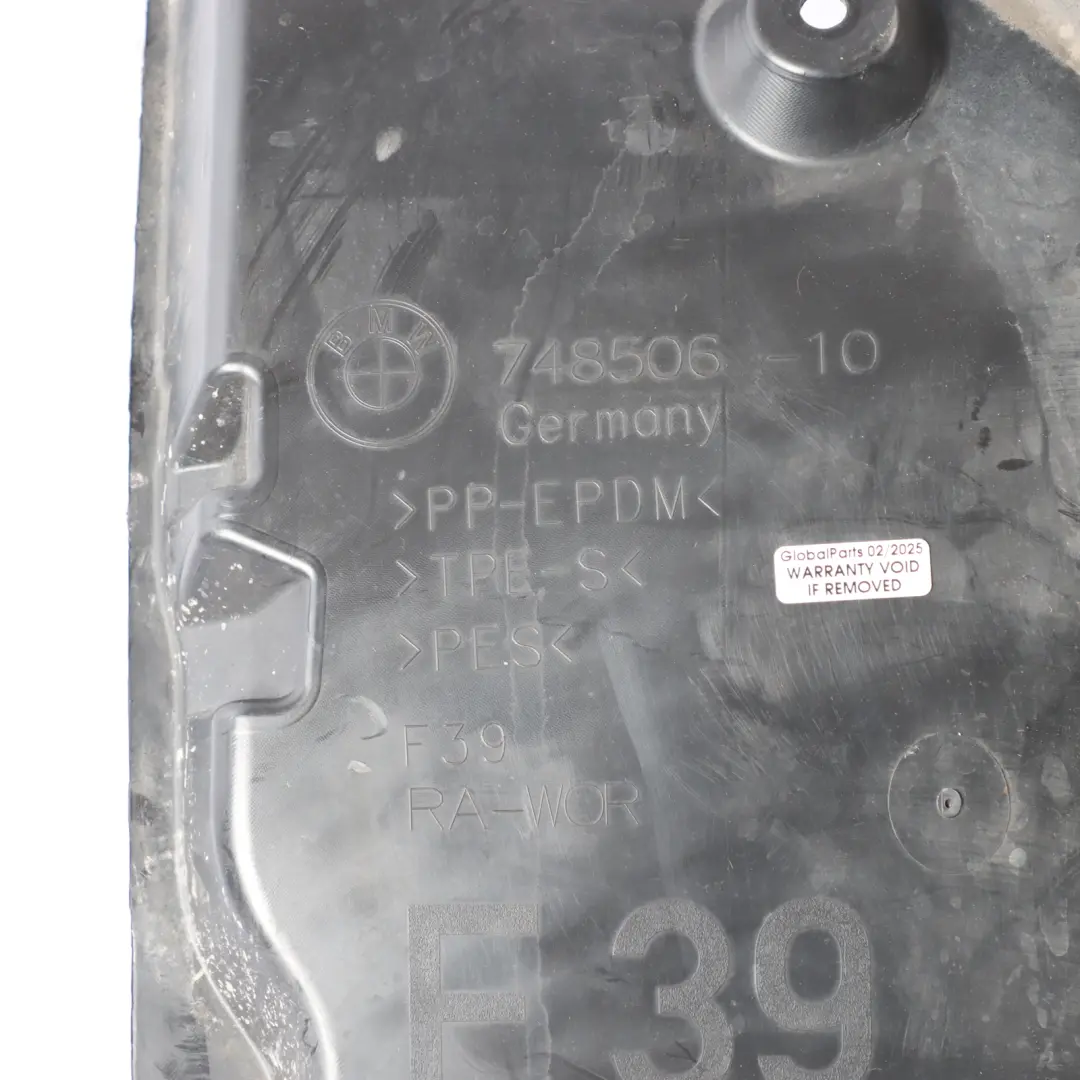 BMW
748506 -10
Germany
>PP-EPDM<
>TPE-S<
>PES<
GlobalParts 02/2025
WARRANTY VOID
IF REMOVED
F39
RA-WOR
F39